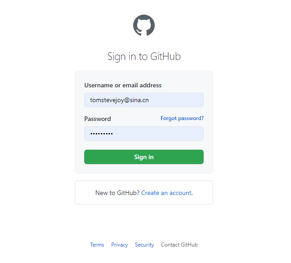 Sign in to GitHub
Username or email address
tomstevejoy@sina.cn
Password Forgot password?
•••••••••
Sign in
New to GitHub? Create an account.
Terms Privacy Security Contact GitHub